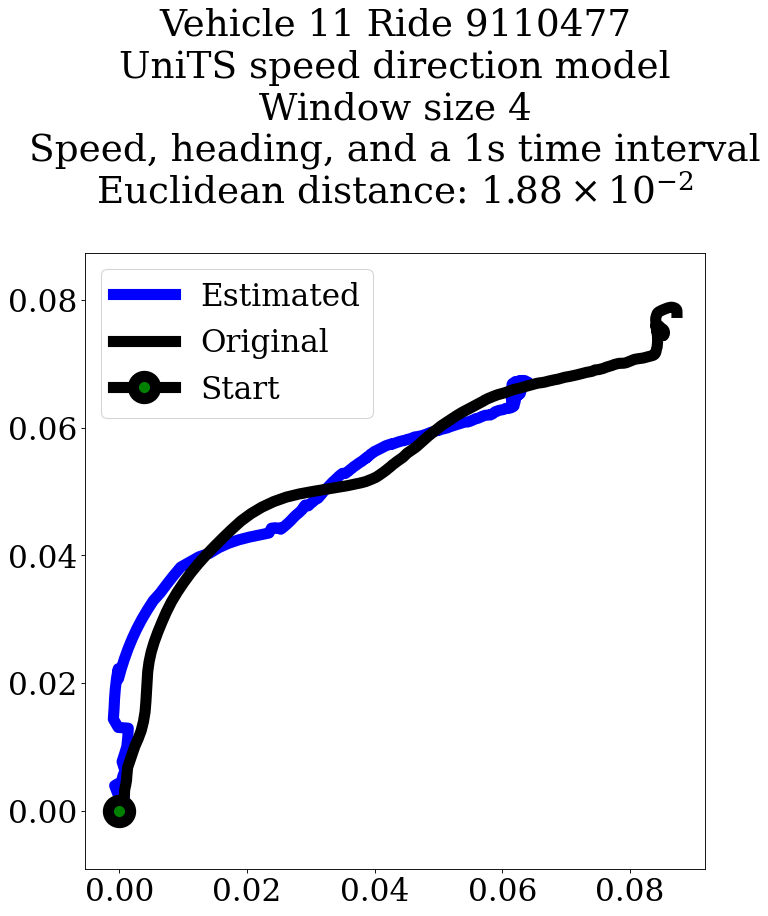 Vehicle 11 Ride 9110477
UniTS speed direction model
Window size 4
Speed, heading, and a 1s time interval
Euclidean distance: 1.88 × 10⁻²
Estimated
Original
Start
0.08
0.06
0.04
0.02
0.00
0.00 0.02 0.04 0.06 0.08